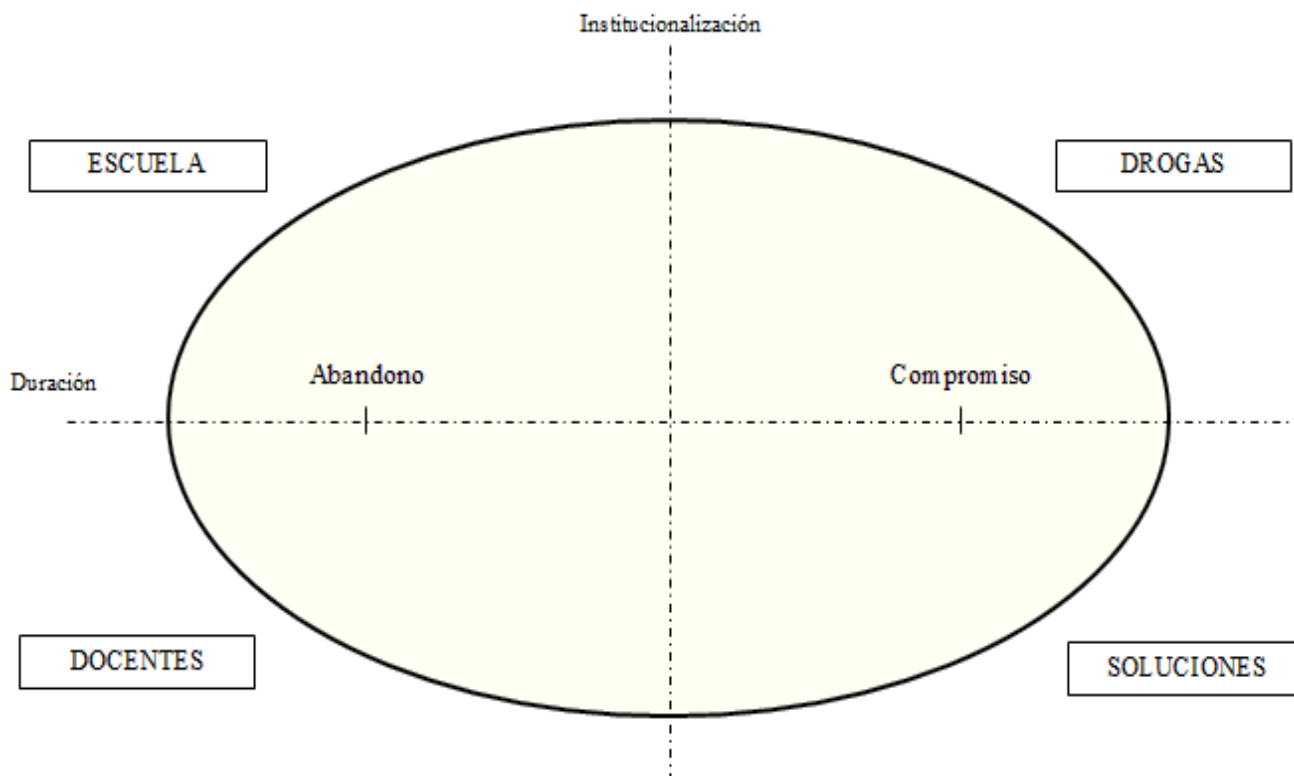 Institucionalización
ESCUELA
DROGAS
Duración
Abandono
Compromiso
DOCENTES
SOLUCIONES